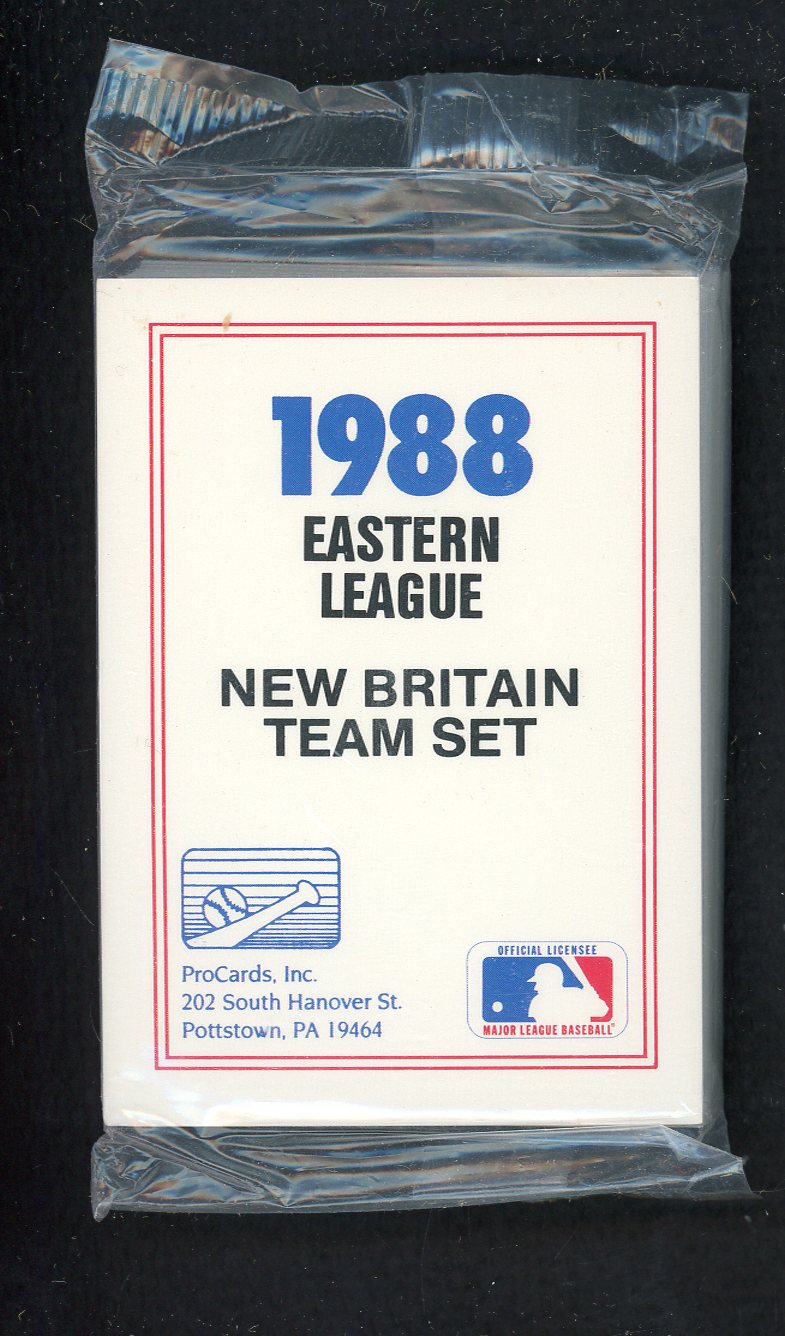 1988
EASTERN
LEAGUE
NEW BRITAIN
TEAM SET
ProCards, Inc.
202 South Hanover St.
Pottstown, PA 19464
OFFICIAL LICENSEE
MAJOR LEAGUE BASEBALL®